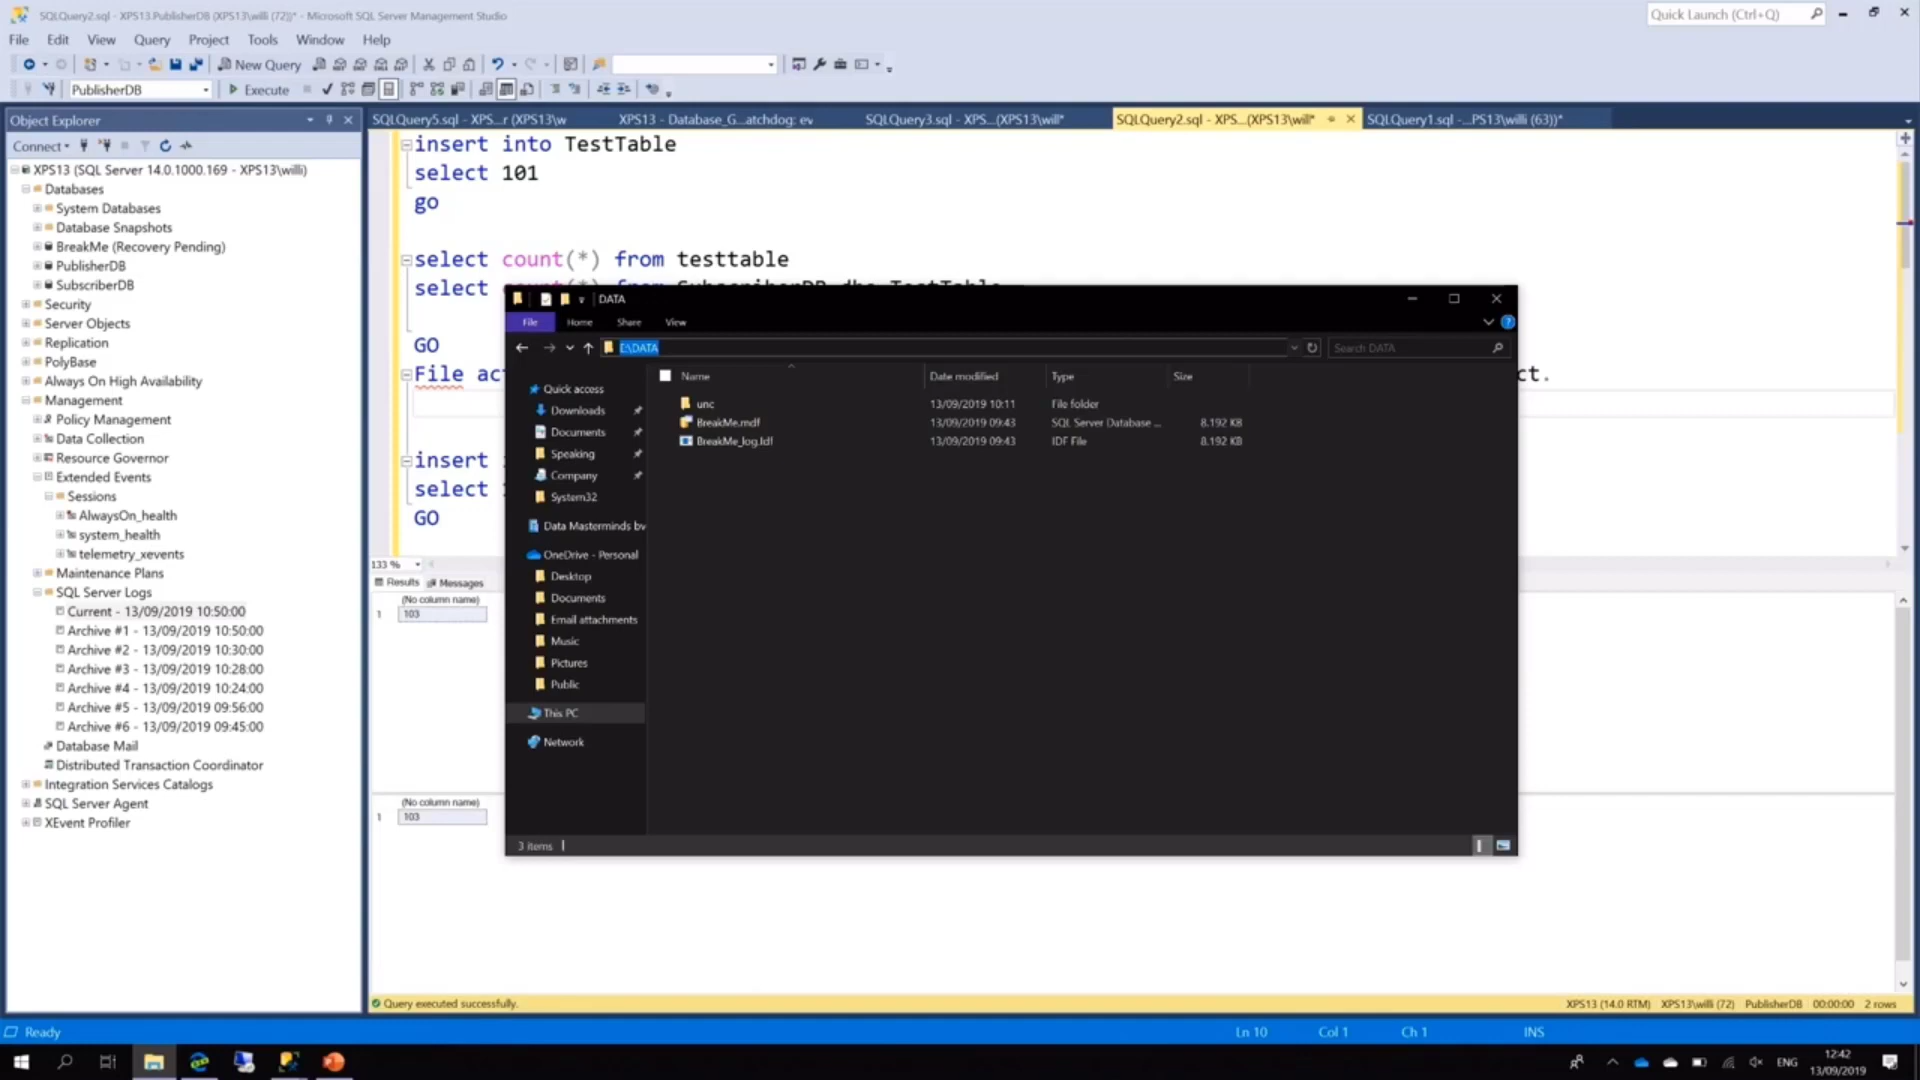 SQLQuery2.sql - XPS13.PublisherDB (XPS13\willi (72))* - Microsoft SQL Server Management Studio
Quick Launch (Ctrl+Q)
File Edit View Query Project Tools Window Help
New Query
PublisherDB
Execute
Object Explorer
SQLQuery5.sql - XPS...r (XPS13\w
XPS13 - Database_G...atchdog: ev
SQLQuery3.sql - XPS...(XPS13\will*
SQLQuery2.sql - XPS...(XPS13\will*
SQLQuery1.sql -...PS13\willi (63))*
Connect
XPS13 (SQL Server 14.0.1000.169 - XPS13\willi)
Databases
System Databases
Database Snapshots
BreakMe (Recovery Pending)
PublisherDB
SubscriberDB
Security
Server Objects
Replication
PolyBase
Always On High Availability
Management
Policy Management
Data Collection
Resource Governor
Extended Events
Sessions
AlwaysOn_health
system_health
telemetry_xevents
Maintenance Plans
SQL Server Logs
Current - 13/09/2019 10:50:00
Archive #1 - 13/09/2019 10:50:00
Archive #2 - 13/09/2019 10:30:00
Archive #3 - 13/09/2019 10:28:00
Archive #4 - 13/09/2019 10:24:00
Archive #5 - 13/09/2019 09:56:00
Archive #6 - 13/09/2019 09:45:00
Database Mail
Distributed Transaction Coordinator
Integration Services Catalogs
SQL Server Agent
XEvent Profiler
insert into TestTable
select 101
go
select count(*) from testtable
select count(*) from SubscriberDB.dbo.TestTable
GO
File ac
ct.
insert
select
GO
133 %
Results Messages
(No column name)
1 103
(No column name)
1 103
DATA
File Home Share View
E:\DATA
Search DATA
Name Date modified Type Size
unc 13/09/2019 10:11 File folder
BreakMe.mdf 13/09/2019 09:43 SQL Server Database ... 8.192 KB
BreakMe_log.ldf 13/09/2019 09:43 LDF File 8.192 KB
Quick access
Downloads
Documents
Speaking
Company
System32
Data Masterminds bv
OneDrive - Personal
Desktop
Documents
Email attachments
Music
Pictures
Public
This PC
Network
3 items
Query executed successfully.
XPS13 (14.0 RTM) XPS13\willi (72) PublisherDB 00:00:00 2 rows
Ready
Ln 10 Col 1 Ch 1 INS
ENG
12:42
13/09/2019